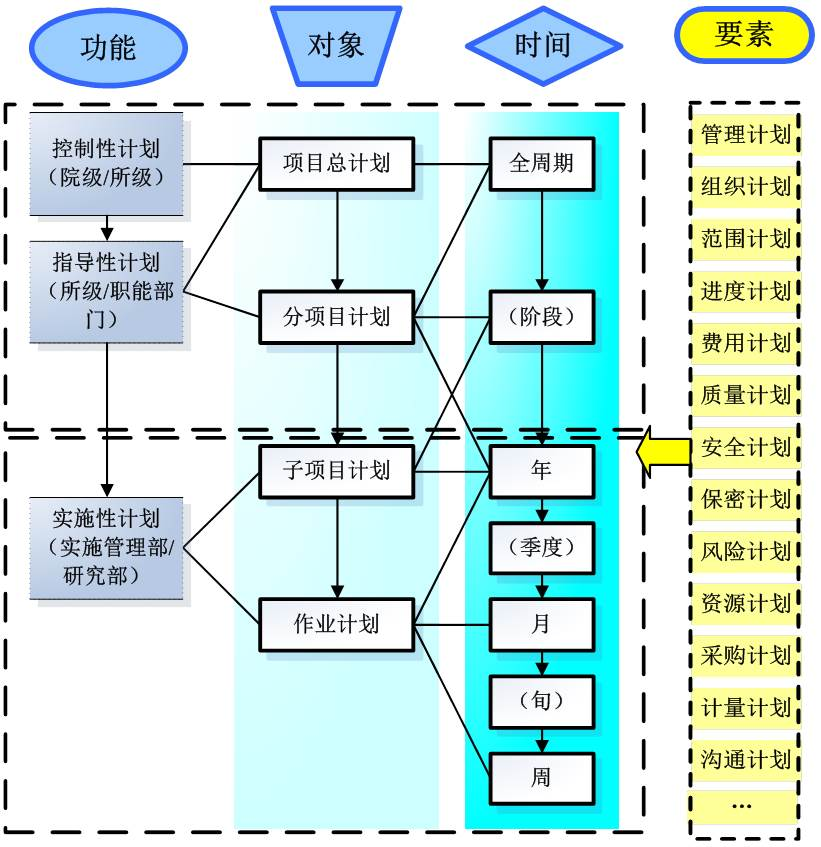 功能
对象
时间
要素
控制性计划
（院级/所级）
指导性计划
（所级/职能部
门）
实施性计划
（实施管理部/
研究部）
项目总计划
分项目计划
子项目计划
作业计划
全周期
（阶段）
年
（季度）
月
（旬）
周
管理计划
组织计划
范围计划
进度计划
费用计划
质量计划
安全计划
保密计划
风险计划
资源计划
采购计划
计量计划
沟通计划
…